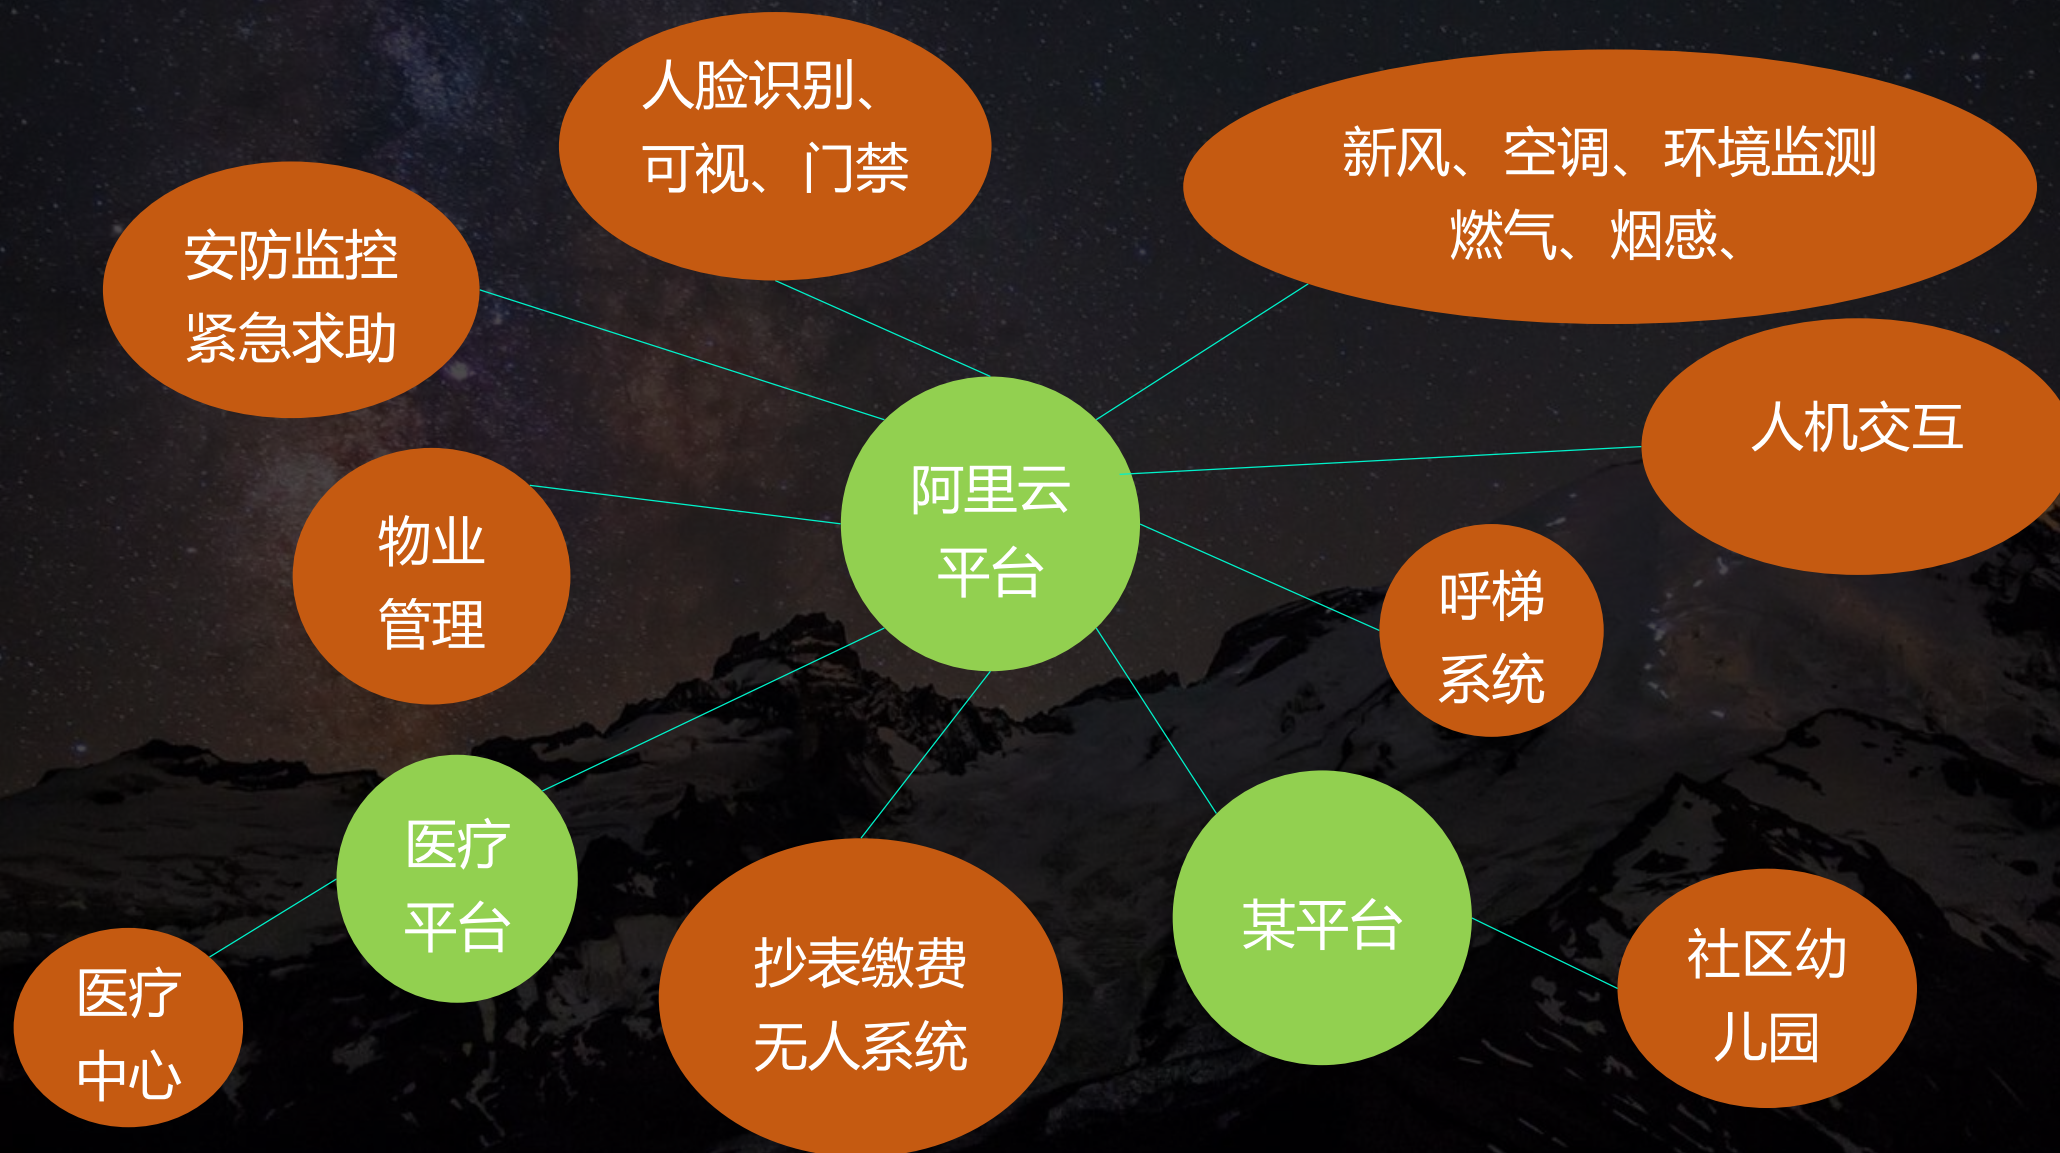 人脸识别、
可视、门禁
新风、空调、环境监测
燃气、烟感、
安防监控
紧急求助
人机交互
阿里云
平台
物业
管理
呼梯
系统
医疗
平台
某平台
抄表缴费
无人系统
社区幼
儿园
医疗
中心